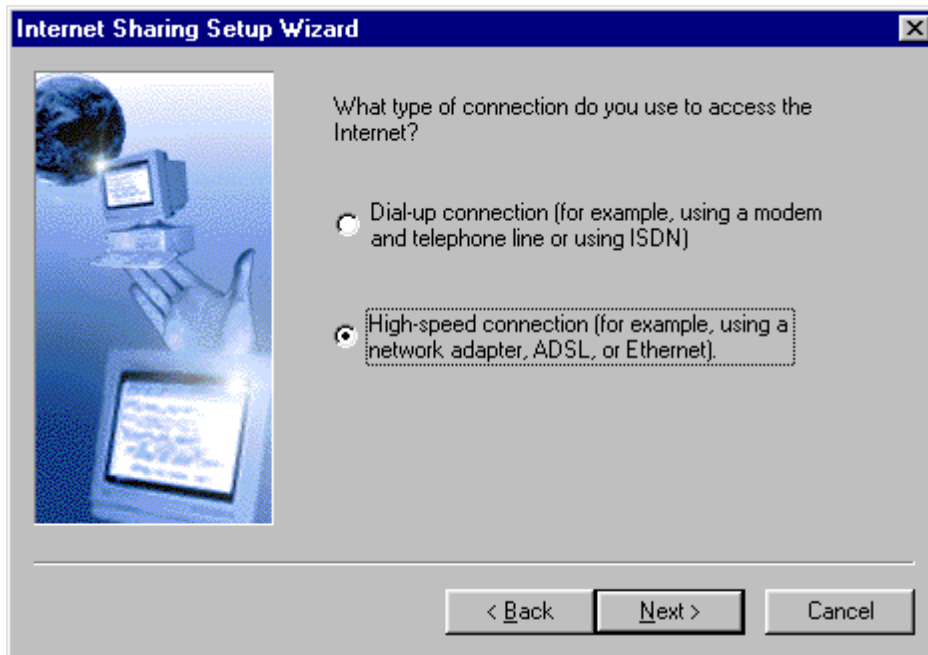 Internet Sharing Setup Wizard
What type of connection do you use to access the
Internet?
Dial-up connection (for example, using a modem
and telephone line or using ISDN)
High-speed connection (for example, using a
network adapter, ADSL, or Ethernet).
< Back
Next >
Cancel